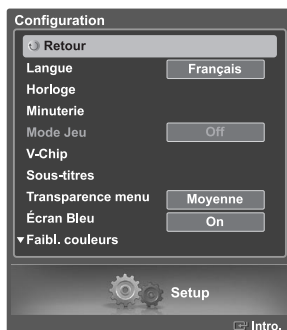 Configuration
Retour
Langue Français
Horloge
Minuterie
Mode Jeu Off
V-Chip
Sous-titres
Transparence menu Moyenne
Écran Bleu On
▼Faibl. couleurs
Setup
Intro.